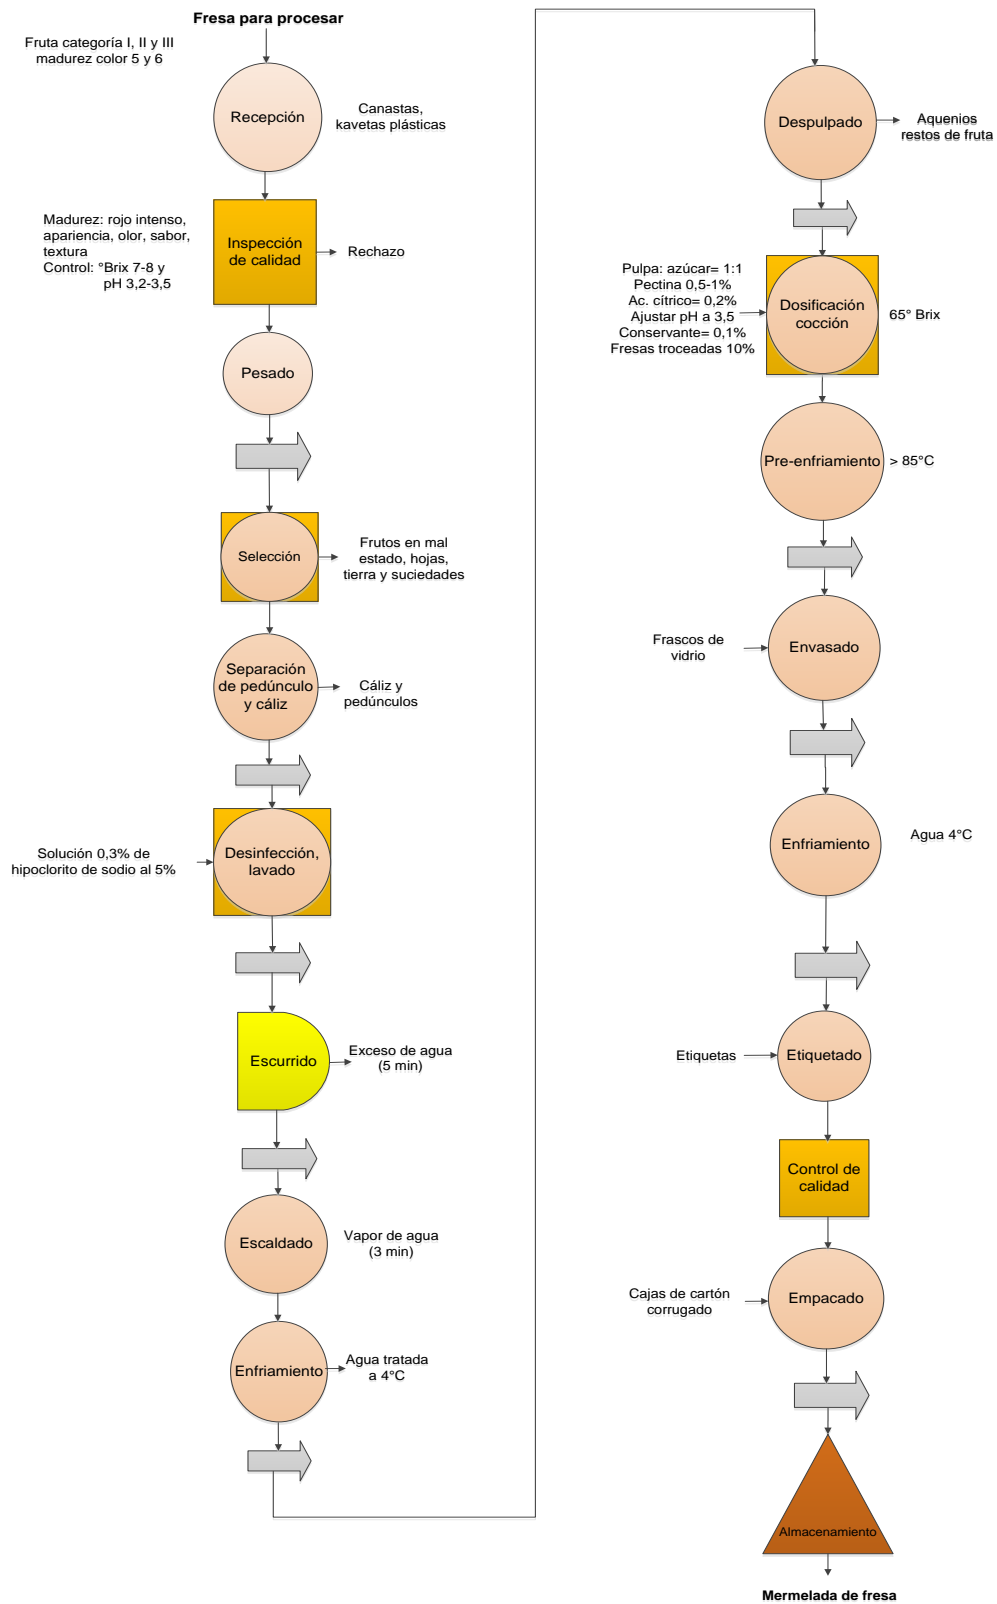 Fresa para procesar
Fruta categoría I, II y III
madurez color 5 y 6
Recepción
Canastas,
kavetas plásticas
Madurez: rojo intenso,
apariencia, olor, sabor,
textura
Control: °Brix 7-8 y
pH 3,2-3,5
Inspección
de calidad
Rechazo
Pesado
Selección
Frutos en mal
estado, hojas,
tierra y suciedades
Separación
de pedúnculo
y cáliz
Cáliz y
pedúnculos
Solución 0,3% de
hipoclorito de sodio al 5%
Desinfección,
lavado
Escurrido
Exceso de agua
(5 min)
Escaldado
Vapor de agua
(3 min)
Enfriamiento
Agua tratada
a 4°C
Despulpado
Aquenios
restos de fruta
Pulpa: azúcar= 1:1
Pectina 0,5-1%
Ac. cítrico= 0,2%
Ajustar pH a 3,5
Conservante= 0,1%
Fresas troceadas 10%
Dosificación
cocción
65° Brix
Pre-enfriamiento
> 85°C
Frascos de
vidrio
Envasado
Enfriamiento
Agua 4°C
Etiquetas
Etiquetado
Control de
calidad
Cajas de cartón
corrugado
Empacado
Almacenamiento
Mermelada de fresa